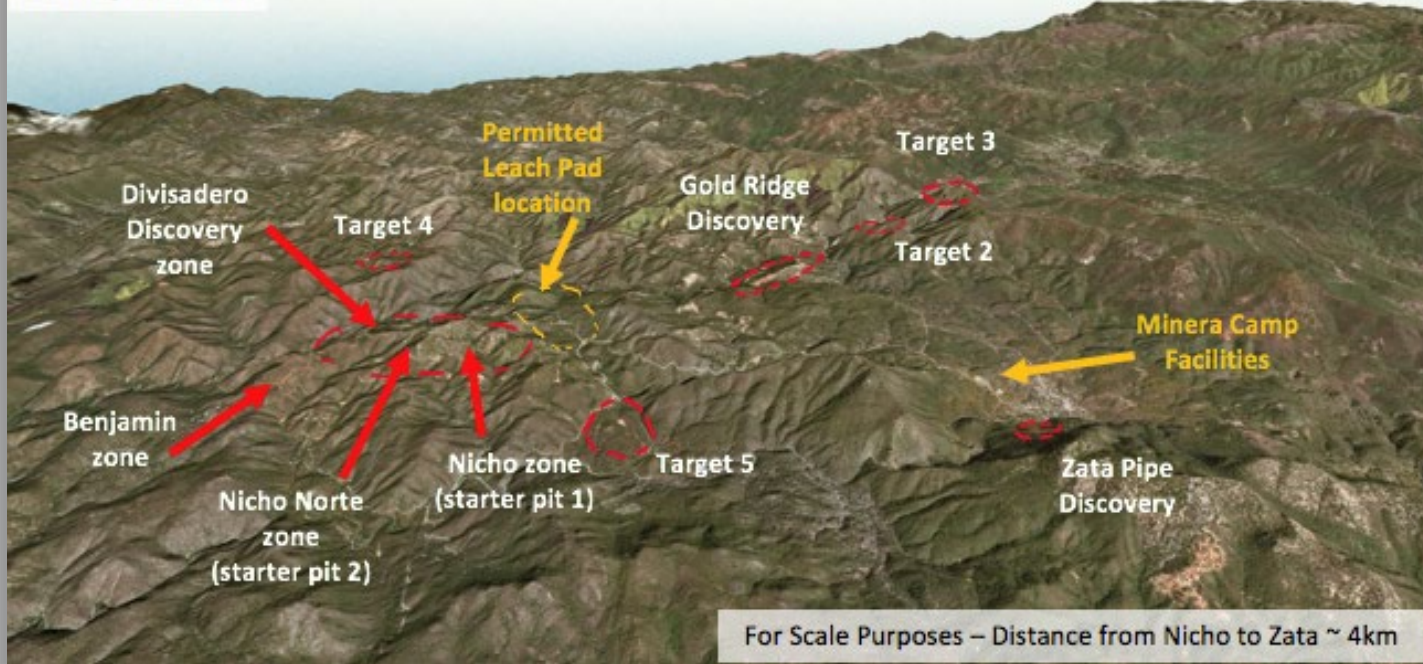 Permitted
Leach Pad
location
Target 3
Divisadero
Discovery
zone
Gold Ridge
Discovery
Target 4
Target 2
Minera Camp
Facilities
Benjamin
zone
Nicho zone
(starter pit 1)
Target 5
Zata Pipe
Discovery
Nicho Norte
zone
(starter pit 2)
For Scale Purposes – Distance from Nicho to Zata ~ 4km